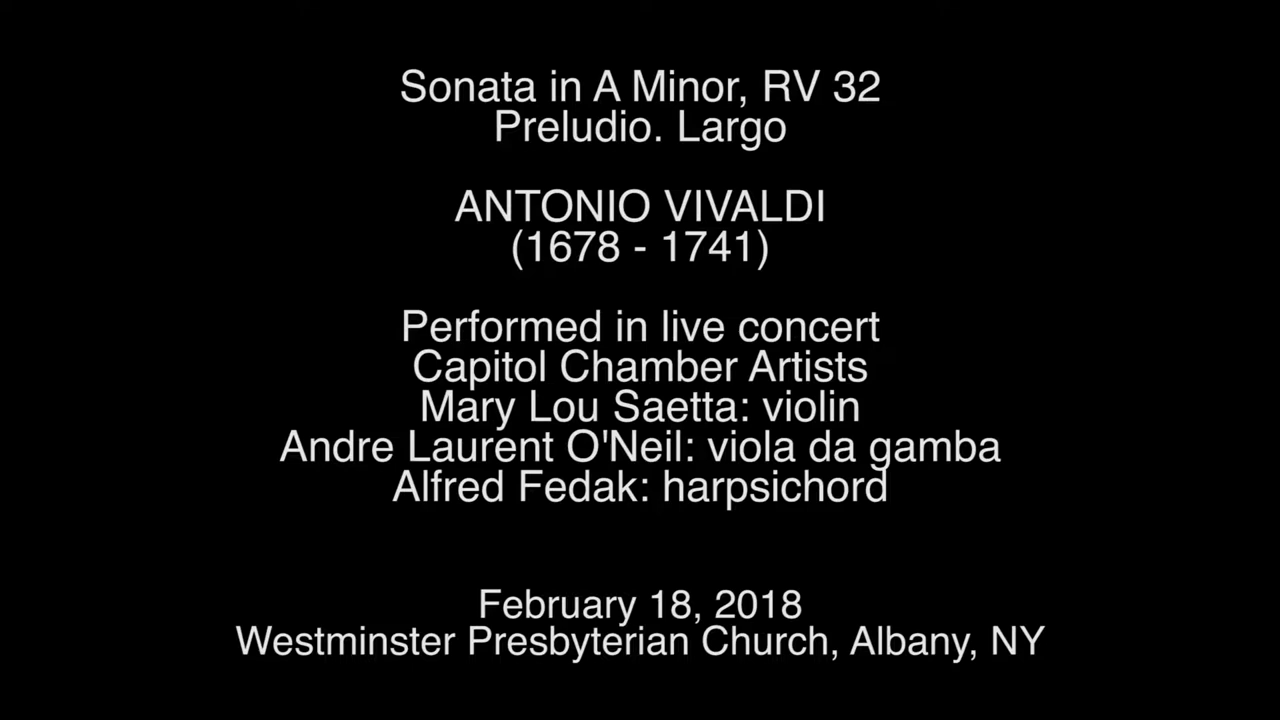 Sonata in A Minor, RV 32
Preludio. Largo
ANTONIO VIVALDI
(1678 - 1741)
Performed in live concert
Capitol Chamber Artists
Mary Lou Saetta: violin
Andre Laurent O'Neil: viola da gamba
Alfred Fedak: harpsichord
February 18, 2018
Westminster Presbyterian Church, Albany, NY